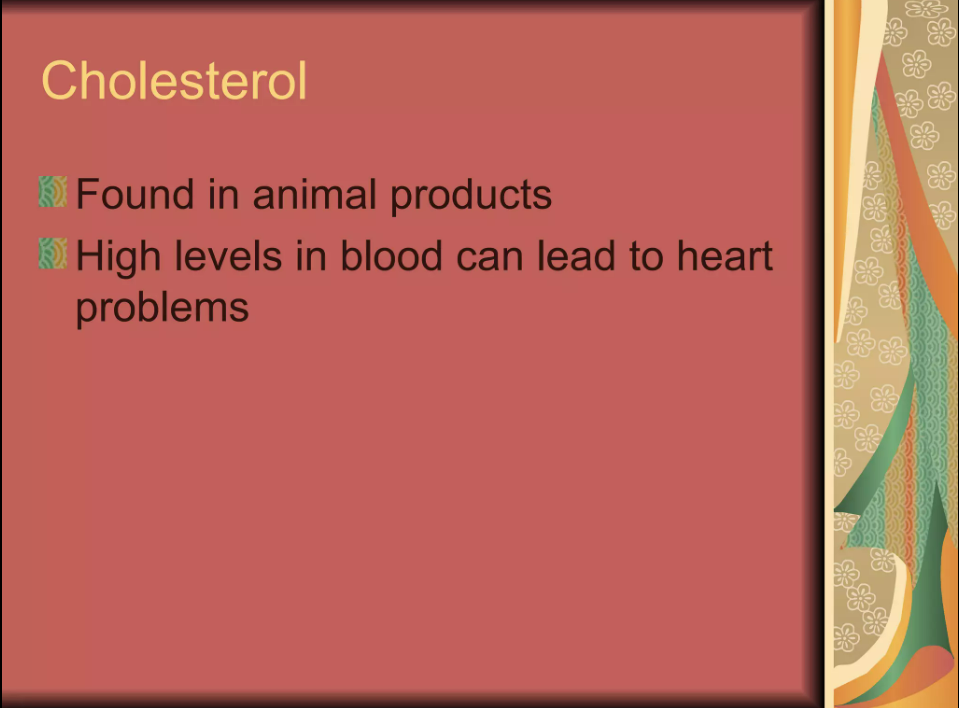 Cholesterol
Found in animal products
High levels in blood can lead to heart
problems